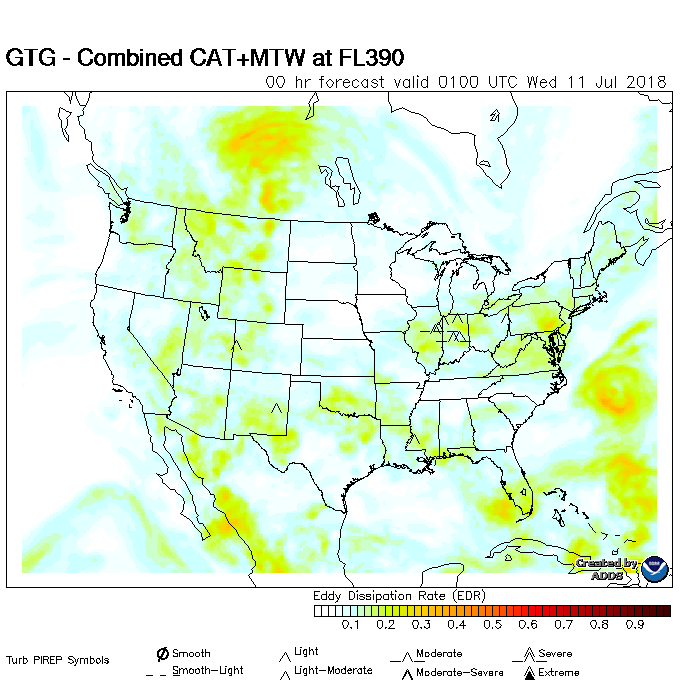 GTG - Combined CAT+MTW at FL390
00 hr forecast valid 0100 UTC Wed 11 Jul 2018
Created by
ADDS
Eddy Dissipation Rate (EDR)
0.1 0.2 0.3 0.4 0.5 0.6 0.7 0.8 0.9
Turb PIREP Symbols
Smooth Light Moderate Severe
Smooth-Light Light-Moderate Moderate-Severe Extreme